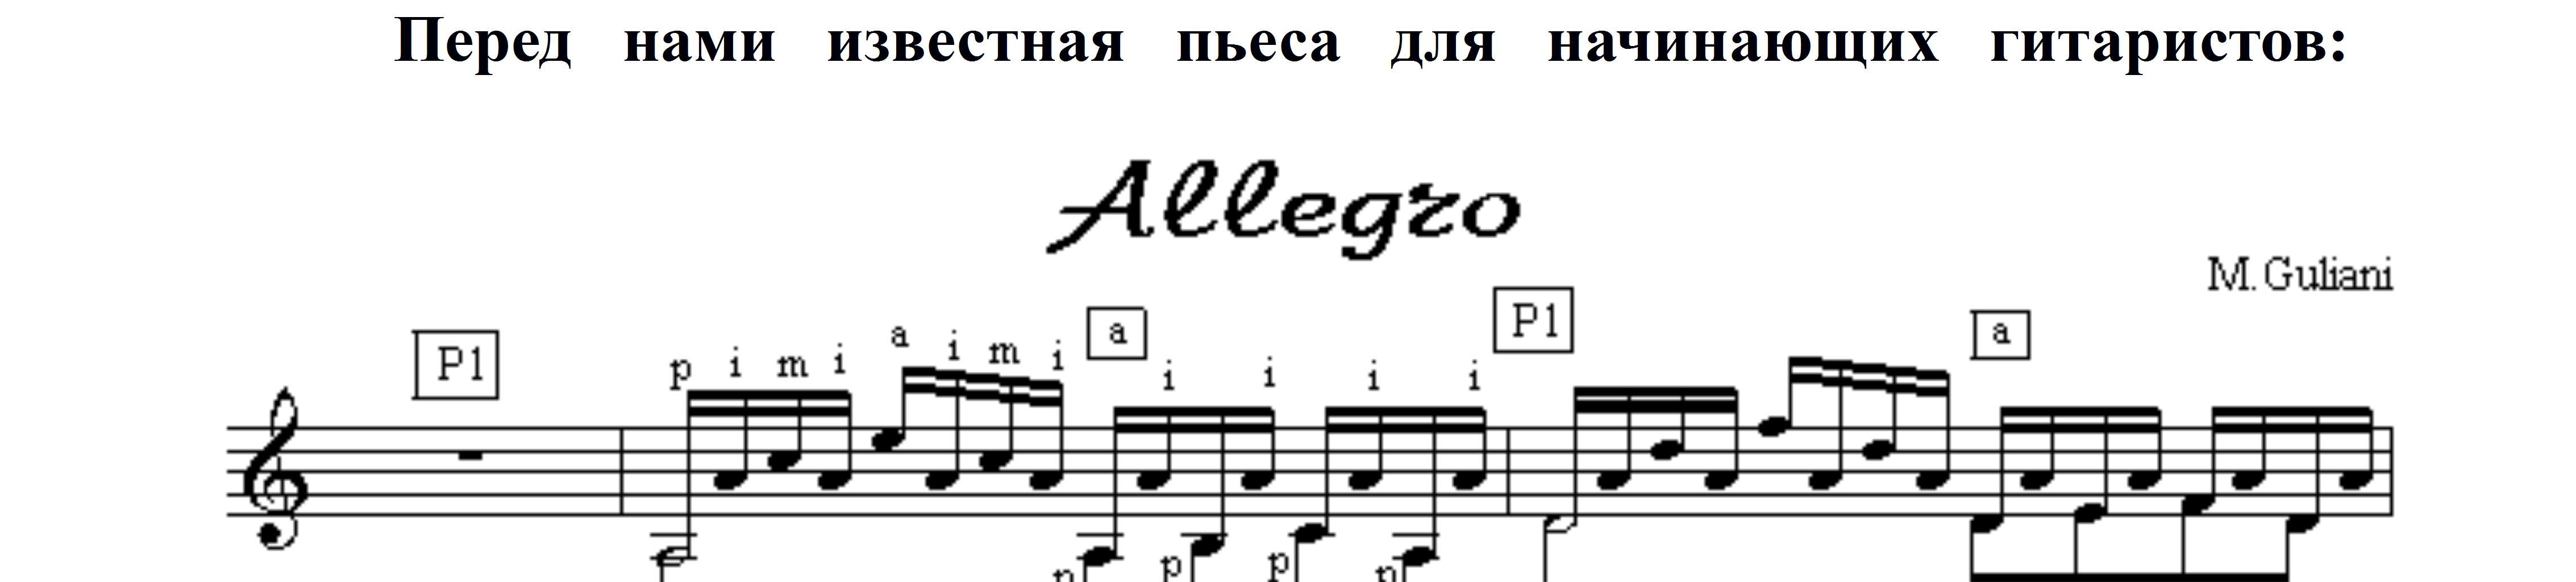 Перед нами известная пьеса для начинающих гитаристов:
Allegro
M.Guliani
P1 p i m i a i m i a i i i i P1 a
p p p p